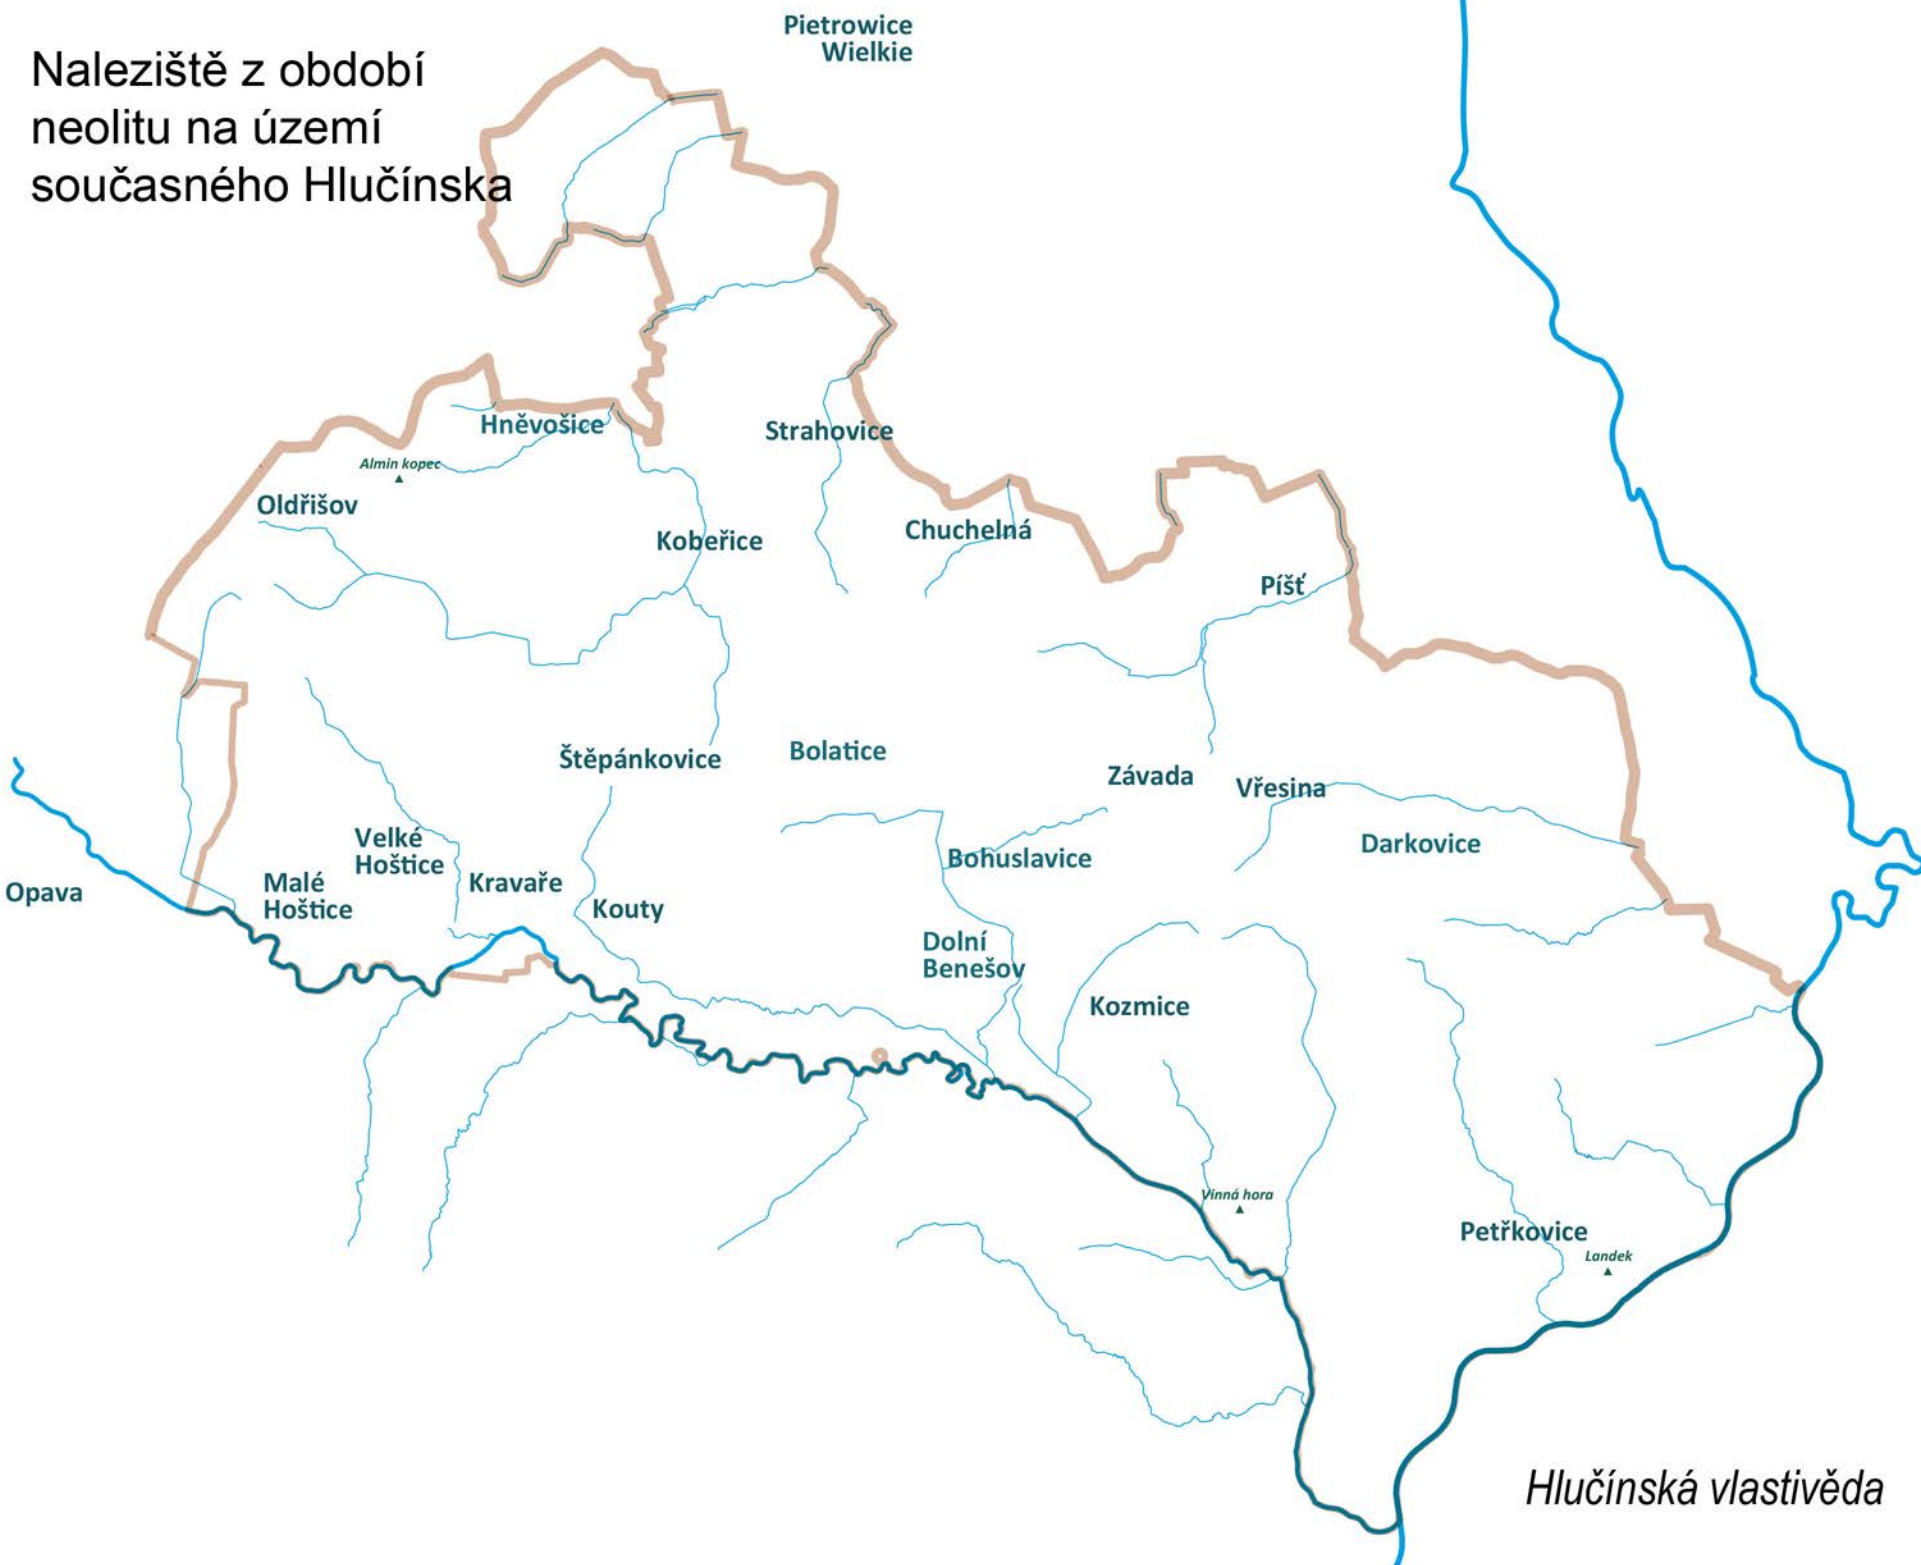 Pietrowice
Wielkie
Naleziště z období
neolitu na území
současného Hlučínska
Hněvošice
Strahovice
Almin kopec
Oldřišov
Kobeřice
Chuchelná
Píšť
Štěpánkovice
Bolatice
Závada
Vřesina
Velké
Hoštice
Bohuslavice
Darkovice
Opava
Malé
Hoštice
Kravaře
Kouty
Dolní
Benešov
Kozmice
Vinná hora
Petřkovice
Landek
Hlučínská vlastivěda